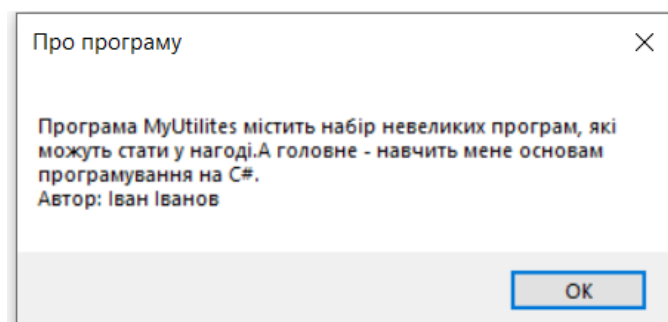 Про програму
Програма MyUtilites містить набір невеликих програм, які
можуть стати у нагоді.А головне - навчить мене основам
програмування на C#.
Автор: Іван Іванов
OK